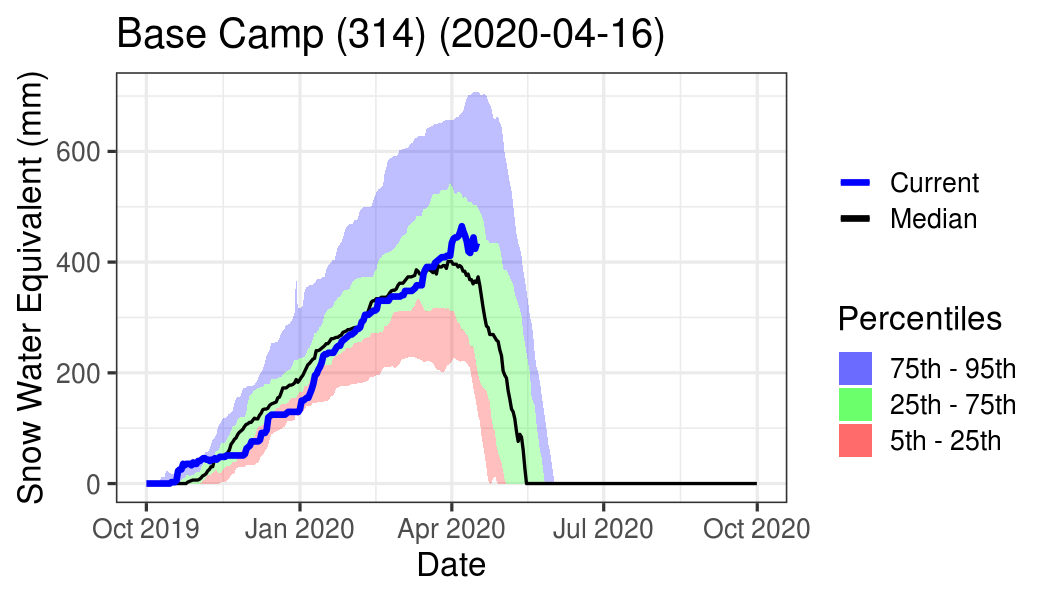 Base Camp (314) (2020-04-16)
Snow Water Equivalent (mm)
600
400
200
0
Oct 2019
Jan 2020
Apr 2020
Jul 2020
Oct 2020
Date
Current
Median
Percentiles
75th - 95th
25th - 75th
5th - 25th